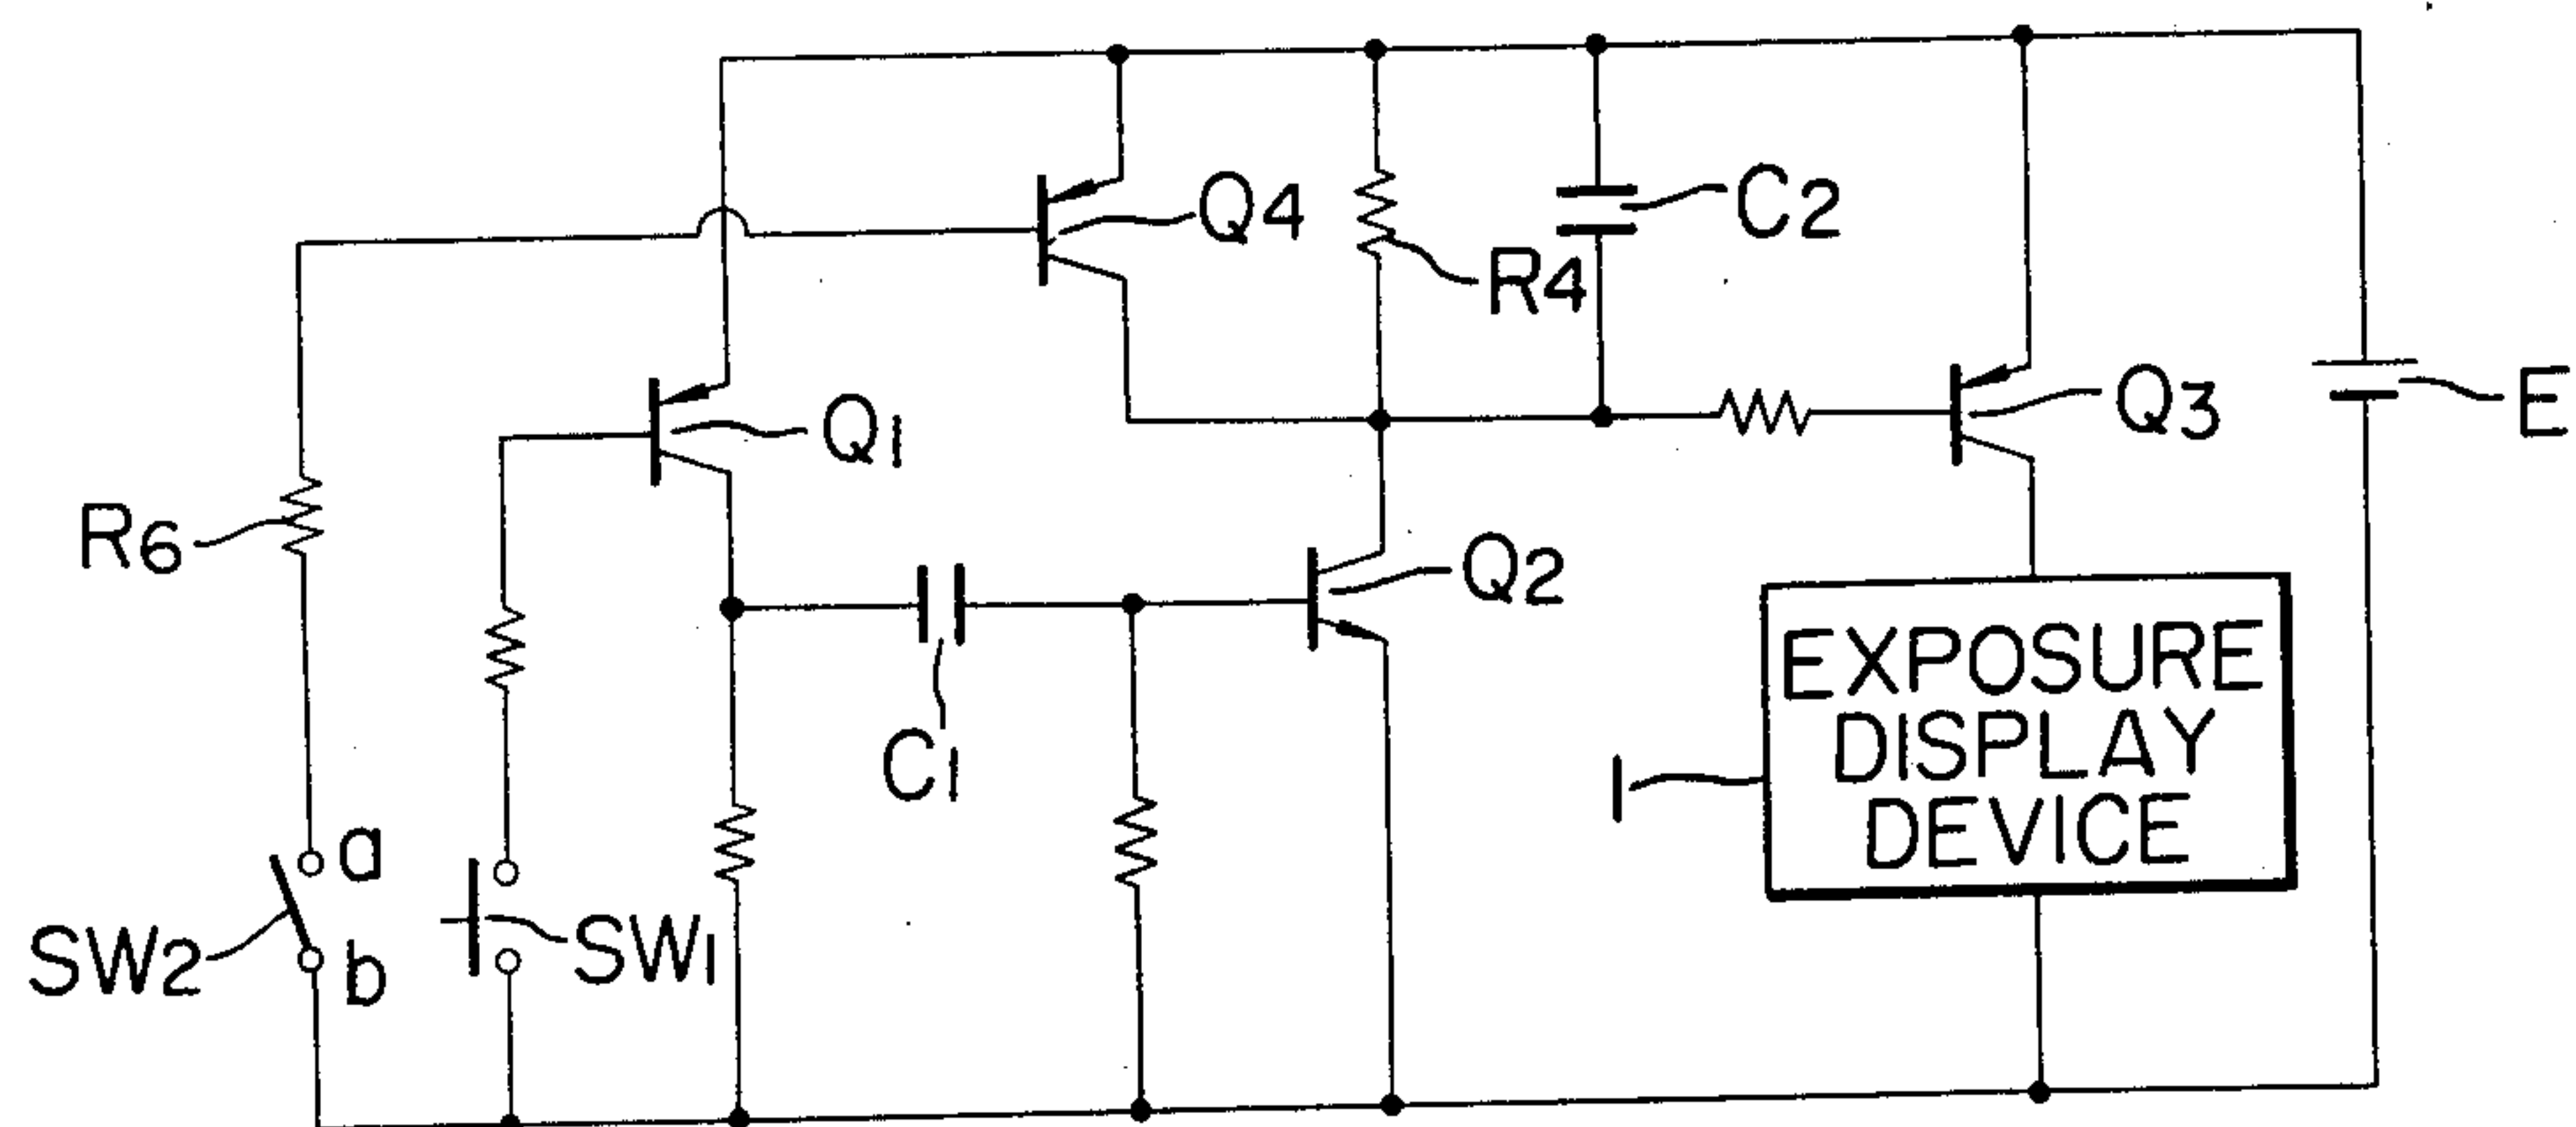 Q4
C2
R4
Q3
E
Q1
R6
Q2
EXPOSURE
DISPLAY
DEVICE
C1
1
a
SW2
b
SW1